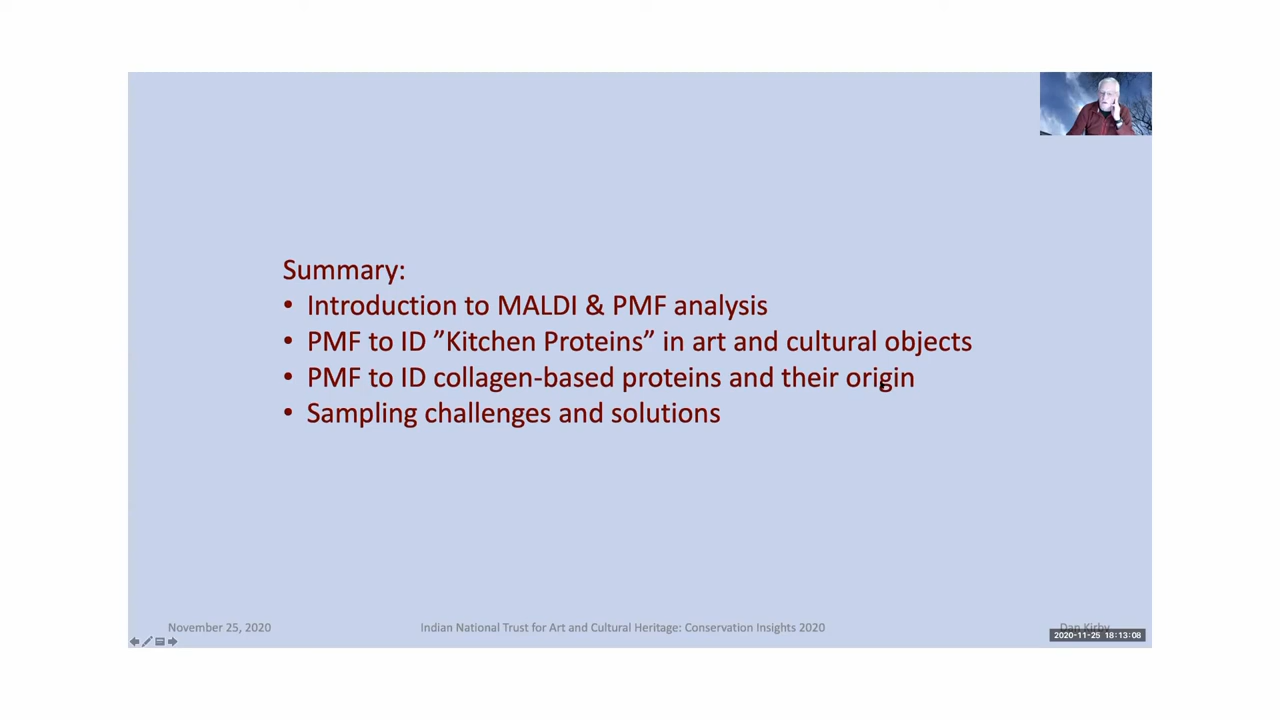 Summary:
• Introduction to MALDI & PMF analysis
• PMF to ID ”Kitchen Proteins” in art and cultural objects
• PMF to ID collagen-based proteins and their origin
• Sampling challenges and solutions
November 25, 2020
Indian National Trust for Art and Cultural Heritage: Conservation Insights 2020
Dan Kirby
2020-11-25 18:13:08